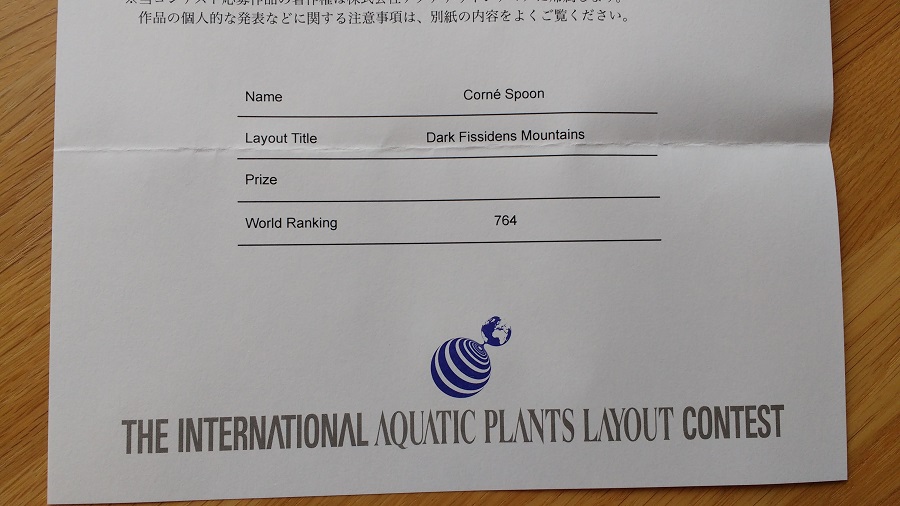 作品の個人的な発表などに関する注意事項は、別紙の内容をよくご覧ください。
Name Corné Spoon
Layout Title Dark Fissidens Mountains
Prize
World Ranking 764
THE INTERNATIONAL AQUATIC PLANTS LAYOUT CONTEST